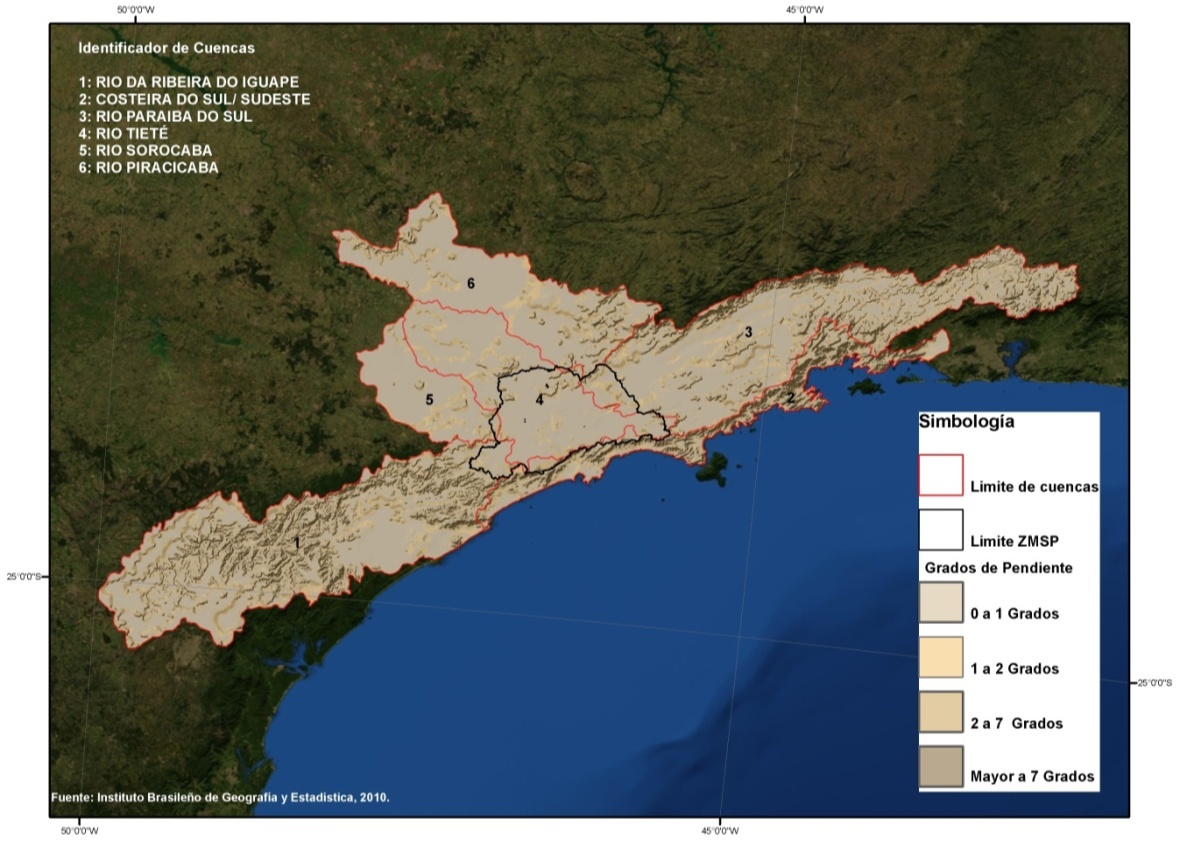 50°0'0"W
45°0'0"W
Identificador de Cuencas
1: RIO DA RIBEIRA DO IGUAPE
2: COSTEIRA DO SUL/ SUDESTE
3: RIO PARAIBA DO SUL
4: RIO TIETÉ
5: RIO SOROCABA
6: RIO PIRACICABA
6
3
5
4
2
1
Simbología
Limite de cuencas
Limite ZMSP
Grados de Pendiente
0 a 1 Grados
1 a 2 Grados
2 a 7 Grados
Mayor a 7 Grados
25°0'0"S
25°0'0"S
Fuente: Instituto Brasileño de Geografia y Estadistica, 2010.
50°0'0"W
45°0'0"W